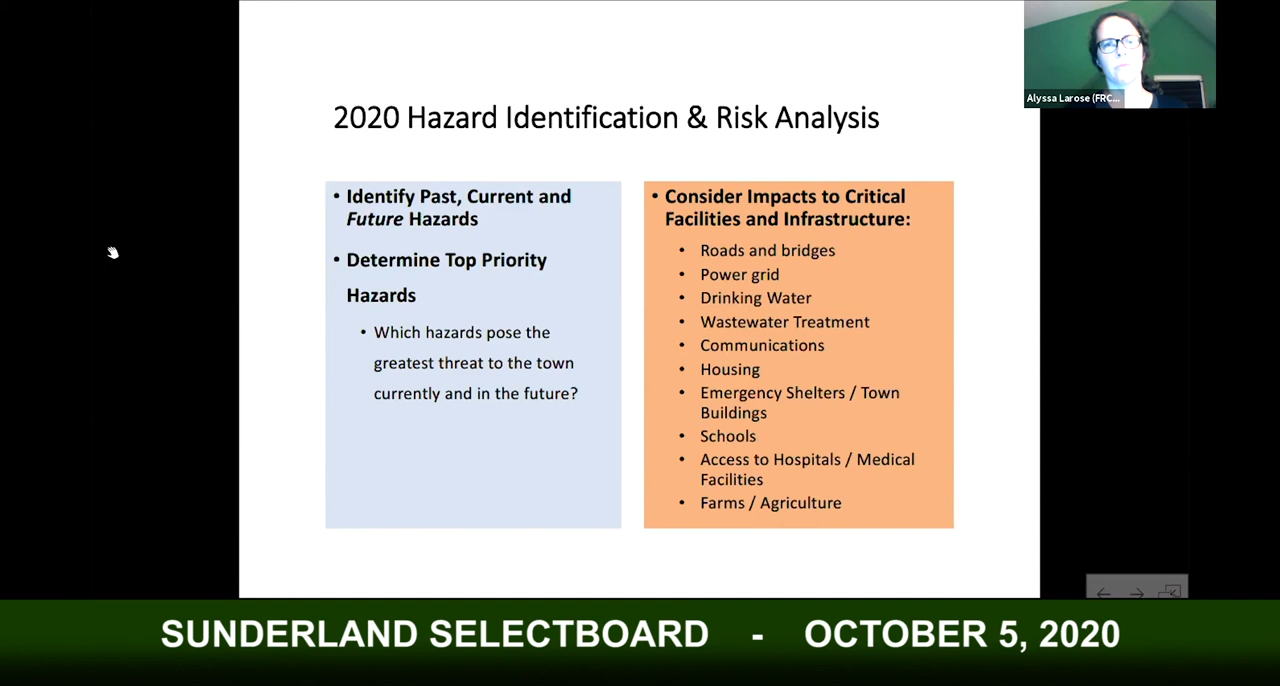 Alyssa Larose (FRC...
2020 Hazard Identification & Risk Analysis
• Identify Past, Current and
Future Hazards
• Determine Top Priority
Hazards
• Which hazards pose the
greatest threat to the town
currently and in the future?
• Consider Impacts to Critical
Facilities and Infrastructure:
• Roads and bridges
• Power grid
• Drinking Water
• Wastewater Treatment
• Communications
• Housing
• Emergency Shelters / Town
Buildings
• Schools
• Access to Hospitals / Medical
Facilities
• Farms / Agriculture
SUNDERLAND SELECTBOARD - OCTOBER 5, 2020